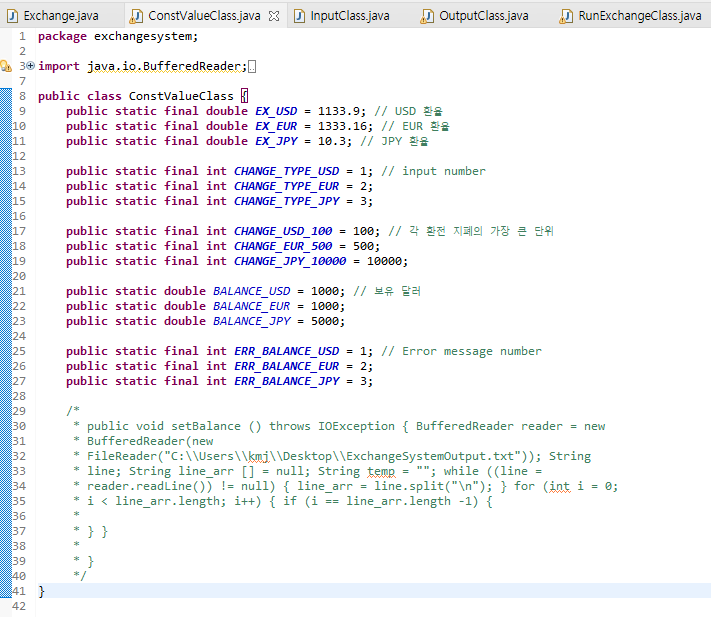 Exchange.java ConstValueClass.java InputClass.java OutputClass.java RunExchangeClass.java
1 package exchangesystem;
2
3 import java.io.BufferedReader;
7
8 public class ConstValueClass {
9 public static final double EX_USD = 1133.9; // USD 환율
10 public static final double EX_EUR = 1333.16; // EUR 환율
11 public static final double EX_JPY = 10.3; // JPY 환율
12
13 public static final int CHANGE_TYPE_USD = 1; // input number
14 public static final int CHANGE_TYPE_EUR = 2;
15 public static final int CHANGE_TYPE_JPY = 3;
16
17 public static final int CHANGE_USD_100 = 100; // 각 환전 지폐의 가장 큰 단위
18 public static final int CHANGE_EUR_500 = 500;
19 public static final int CHANGE_JPY_10000 = 10000;
20
21 public static double BALANCE_USD = 1000; // 보유 달러
22 public static double BALANCE_EUR = 1000;
23 public static double BALANCE_JPY = 5000;
24
25 public static final int ERR_BALANCE_USD = 1; // Error message number
26 public static final int ERR_BALANCE_EUR = 2;
27 public static final int ERR_BALANCE_JPY = 3;
28
29 /*
30 * public void setBalance () throws IOException { BufferedReader reader = new
31 * BufferedReader(new
32 * FileReader("C:\\Users\\kmj\\Desktop\\ExchangeSystemOutput.txt")); String
33 * line; String line_arr [] = null; String temp = ""; while ((line =
34 * reader.readLine()) != null) { line_arr = line.split("\n"); } for (int i = 0;
35 * i < line_arr.length; i++) { if (i == line_arr.length -1) {
36 *
37 * } }
38 *
39 * }
40 */
41 }
42